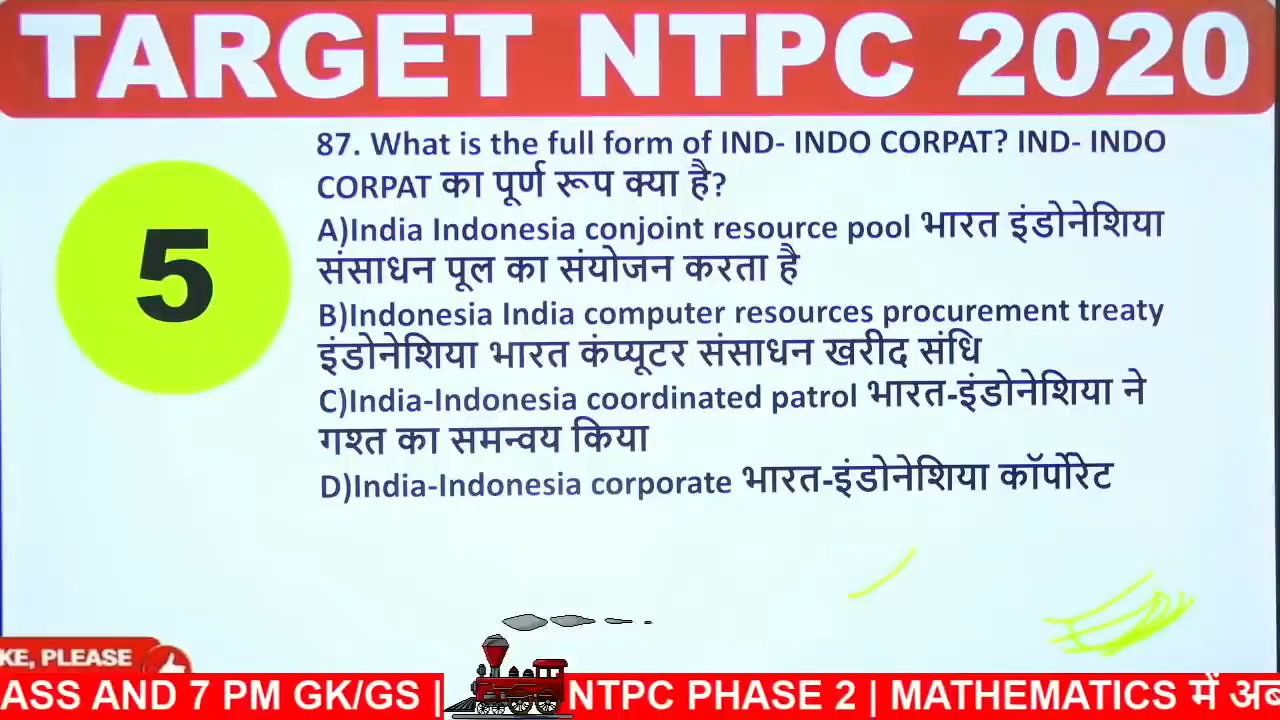 TARGET NTPC 2020
5
87. What is the full form of IND- INDO CORPAT? IND- INDO
CORPAT का पूर्ण रूप क्या है?
A)India Indonesia conjoint resource pool भारत इंडोनेशिया
संसाधन पूल का संयोजन करता है
B)Indonesia India computer resources procurement treaty
इंडोनेशिया भारत कंप्यूटर संसाधन खरीद संधि
C)India-Indonesia coordinated patrol भारत-इंडोनेशिया ने
गश्त का समन्वय किया
D)India-Indonesia corporate भारत-इंडोनेशिया कॉर्पोरेट
KE, PLEASE
ASS AND 7 PM GK/GS | NTPC PHASE 2 | MATHEMATICS में अब